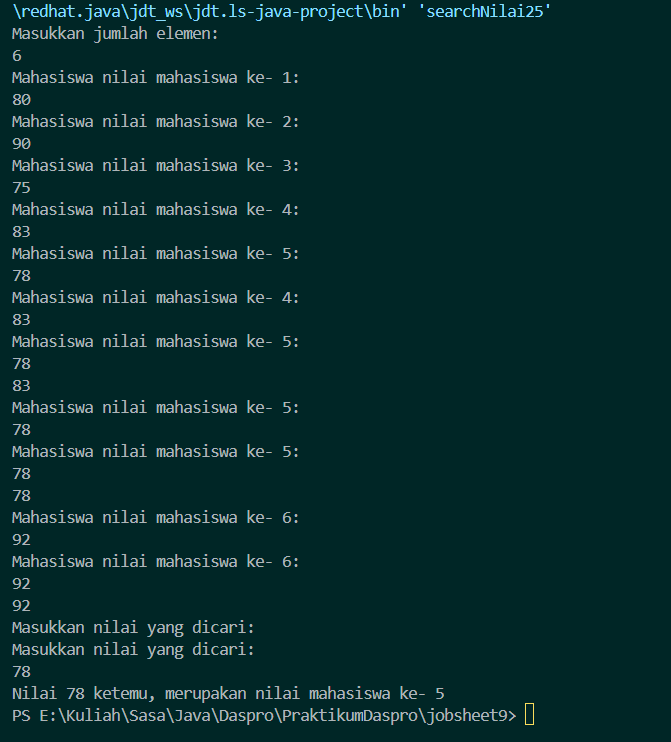 \redhat.java\jdt_ws\jdt.ls-java-project\bin' 'searchNilai25'
Masukkan jumlah elemen:
6
Mahasiswa nilai mahasiswa ke- 1:
80
Mahasiswa nilai mahasiswa ke- 2:
90
Mahasiswa nilai mahasiswa ke- 3:
75
Mahasiswa nilai mahasiswa ke- 4:
83
Mahasiswa nilai mahasiswa ke- 5:
78
Mahasiswa nilai mahasiswa ke- 4:
83
Mahasiswa nilai mahasiswa ke- 5:
78
83
Mahasiswa nilai mahasiswa ke- 5:
78
Mahasiswa nilai mahasiswa ke- 5:
78
78
Mahasiswa nilai mahasiswa ke- 6:
92
Mahasiswa nilai mahasiswa ke- 6:
92
92
Masukkan nilai yang dicari:
Masukkan nilai yang dicari:
78
Nilai 78 ketemu, merupakan nilai mahasiswa ke- 5
PS E:\Kuliah\Sasa\Java\Daspro\PraktikumDaspro\jobsheet9>